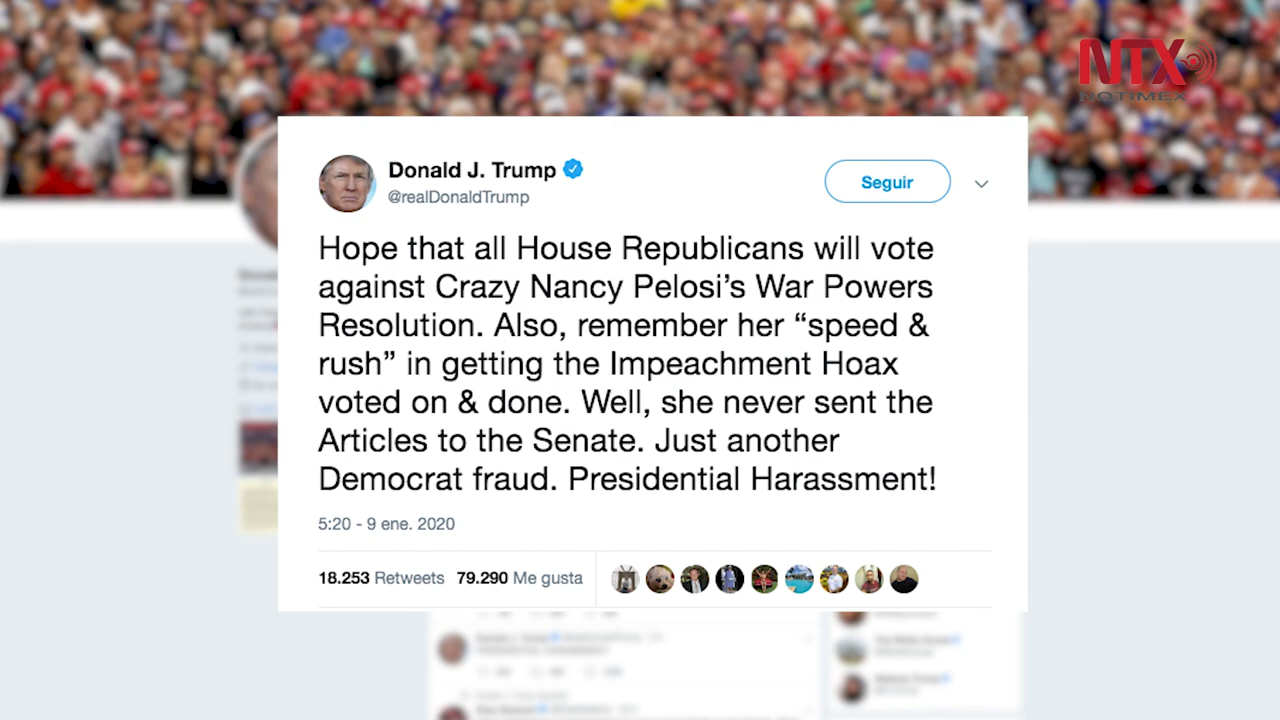 NTX
NOTIMEX
Donald J. Trump
@realDonaldTrump
Seguir
Hope that all House Republicans will vote
against Crazy Nancy Pelosi’s War Powers
Resolution. Also, remember her “speed &
rush” in getting the Impeachment Hoax
voted on & done. Well, she never sent the
Articles to the Senate. Just another
Democrat fraud. Presidential Harassment!
5:20 - 9 ene. 2020
18.253 Retweets 79.290 Me gusta